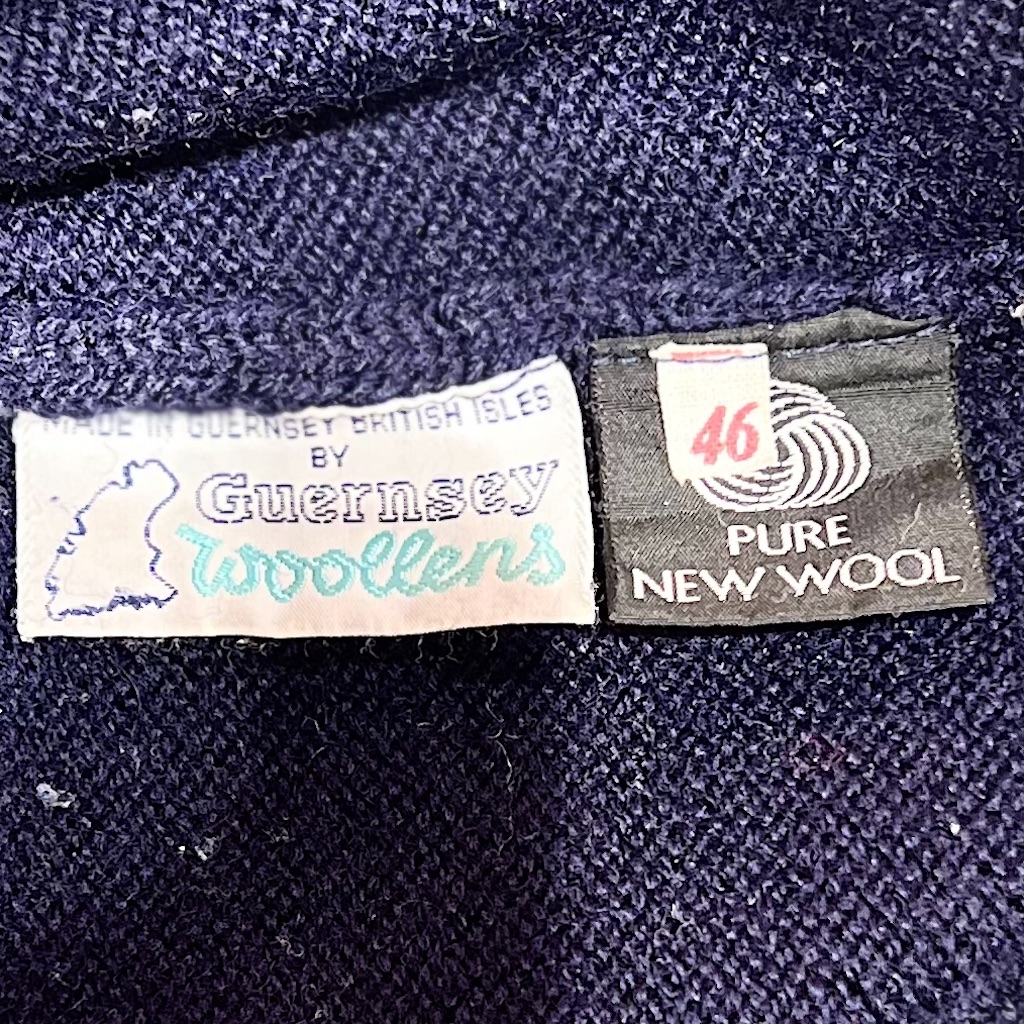 MADE IN GUERNSEY BRITISH ISLES
BY
Guernsey
woollens
46
PURE
NEW WOOL